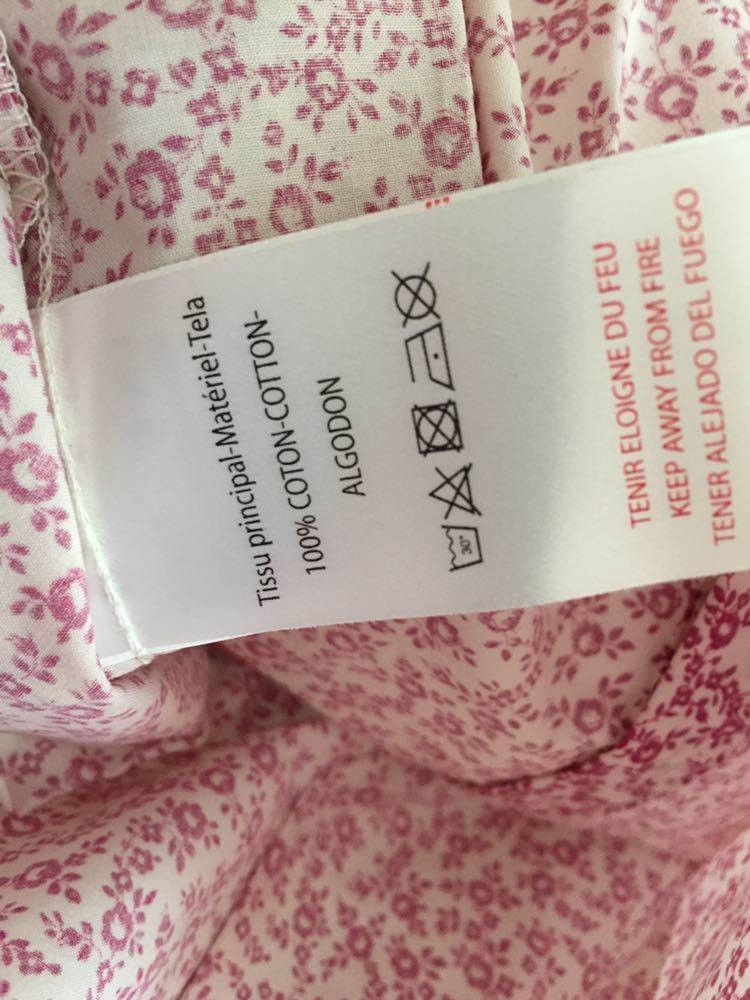 Tissu principal-Matériel-Tela
100% COTON-COTTON-
ALGODON
30°
TENIR ELOIGNE DU FEU
KEEP AWAY FROM FIRE
TENER ALEJADO DEL FUEGO